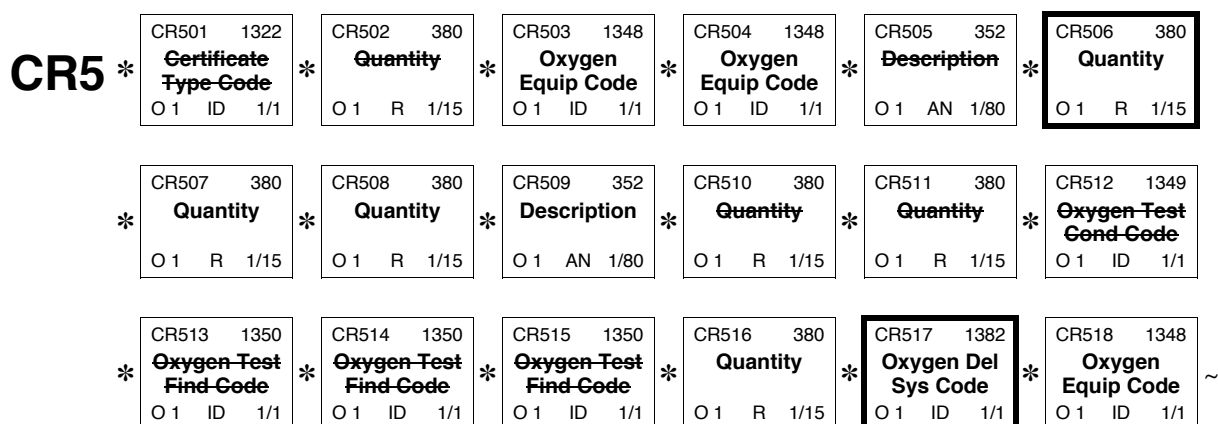 CR501 1322 CR502 380 CR503 1348 CR504 1348 CR505 352 CR506 380
CR5 * Certificate Type Code * Quantity * Oxygen Equip Code * Oxygen Equip Code * Description * Quantity
O 1 ID 1/1 O 1 R 1/15 O 1 ID 1/1 O 1 ID 1/1 O 1 AN 1/80 O 1 R 1/15
CR507 380 CR508 380 CR509 352 CR510 380 CR511 380 CR512 1349
* Quantity * Quantity * Description * Quantity * Quantity * Oxygen Test Cond Code
O 1 R 1/15 O 1 R 1/15 O 1 AN 1/80 O 1 R 1/15 O 1 R 1/15 O 1 ID 1/1
CR513 1350 CR514 1350 CR515 1350 CR516 380 CR517 1382 CR518 1348
* Oxygen Test Find Code * Oxygen Test Find Code * Oxygen Test Find Code * Quantity * Oxygen Del Sys Code * Oxygen Equip Code ~
O 1 ID 1/1 O 1 ID 1/1 O 1 ID 1/1 O 1 R 1/15 O 1 ID 1/1 O 1 ID 1/1